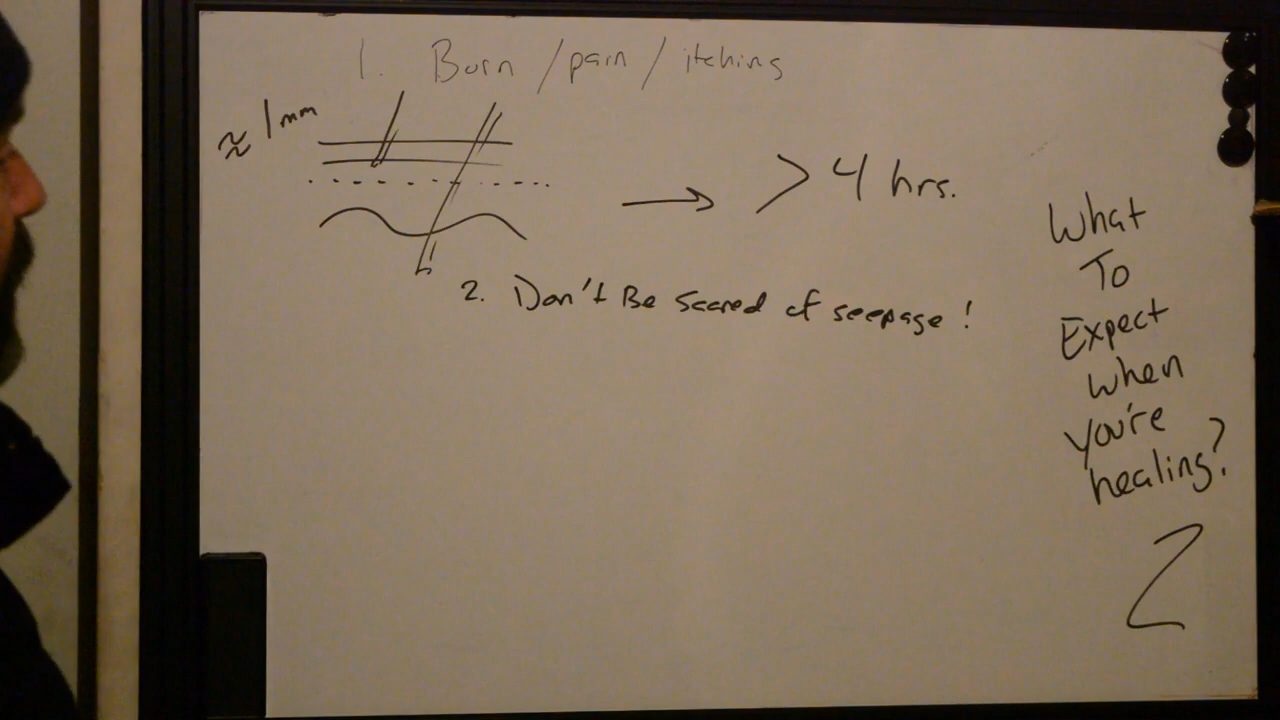 1. Burn / pain / itching
≈ 1mm
> 4 hrs.
2. Don't Be Scared of seepage!
What
To
Expect
When
you're
healing?
2